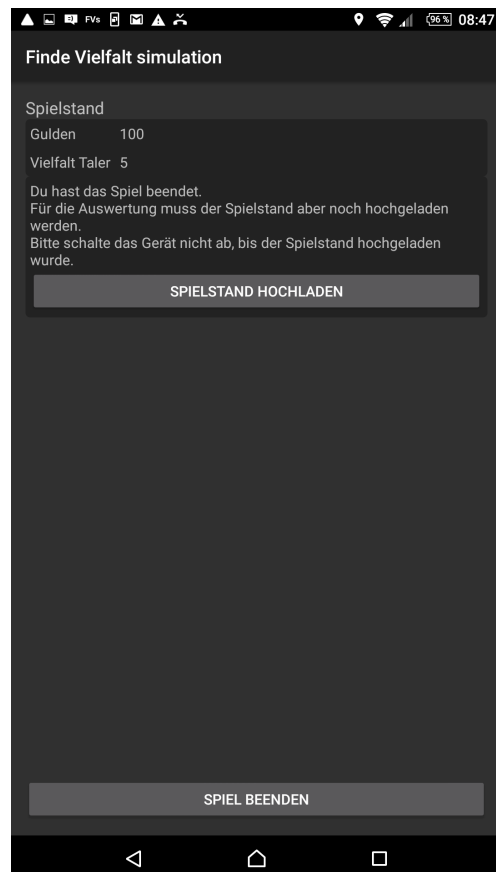 FVs 96% 08:47
Finde Vielfalt simulation
Spielstand
Gulden 100
Vielfalt Taler 5
Du hast das Spiel beendet.
Für die Auswertung muss der Spielstand aber noch hochgeladen
werden.
Bitte schalte das Gerät nicht ab, bis der Spielstand hochgeladen
wurde.
SPIELSTAND HOCHLADEN
SPIEL BEENDEN